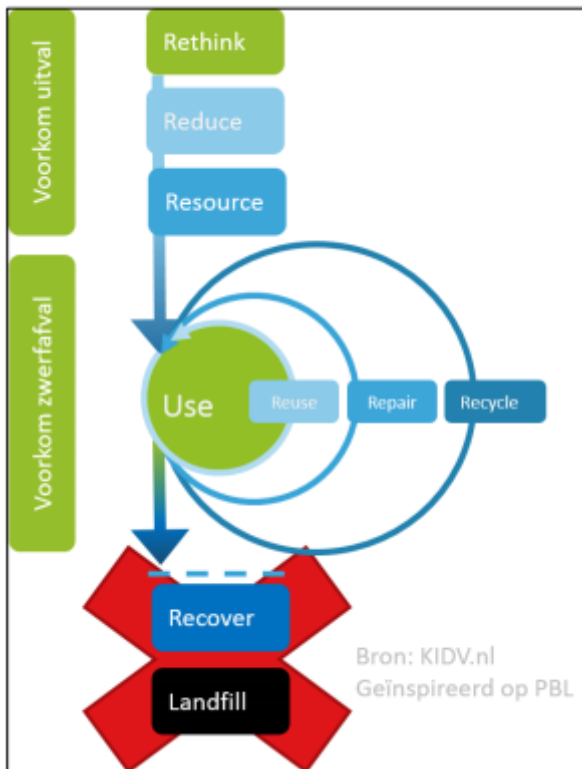 Voorkom uitval
Rethink
Reduce
Resource
Voorkom zwerfafval
Use
Reuse
Repair
Recycle
Recover
Landfill
Bron: KIDV.nl
Geïnspireerd op PBL